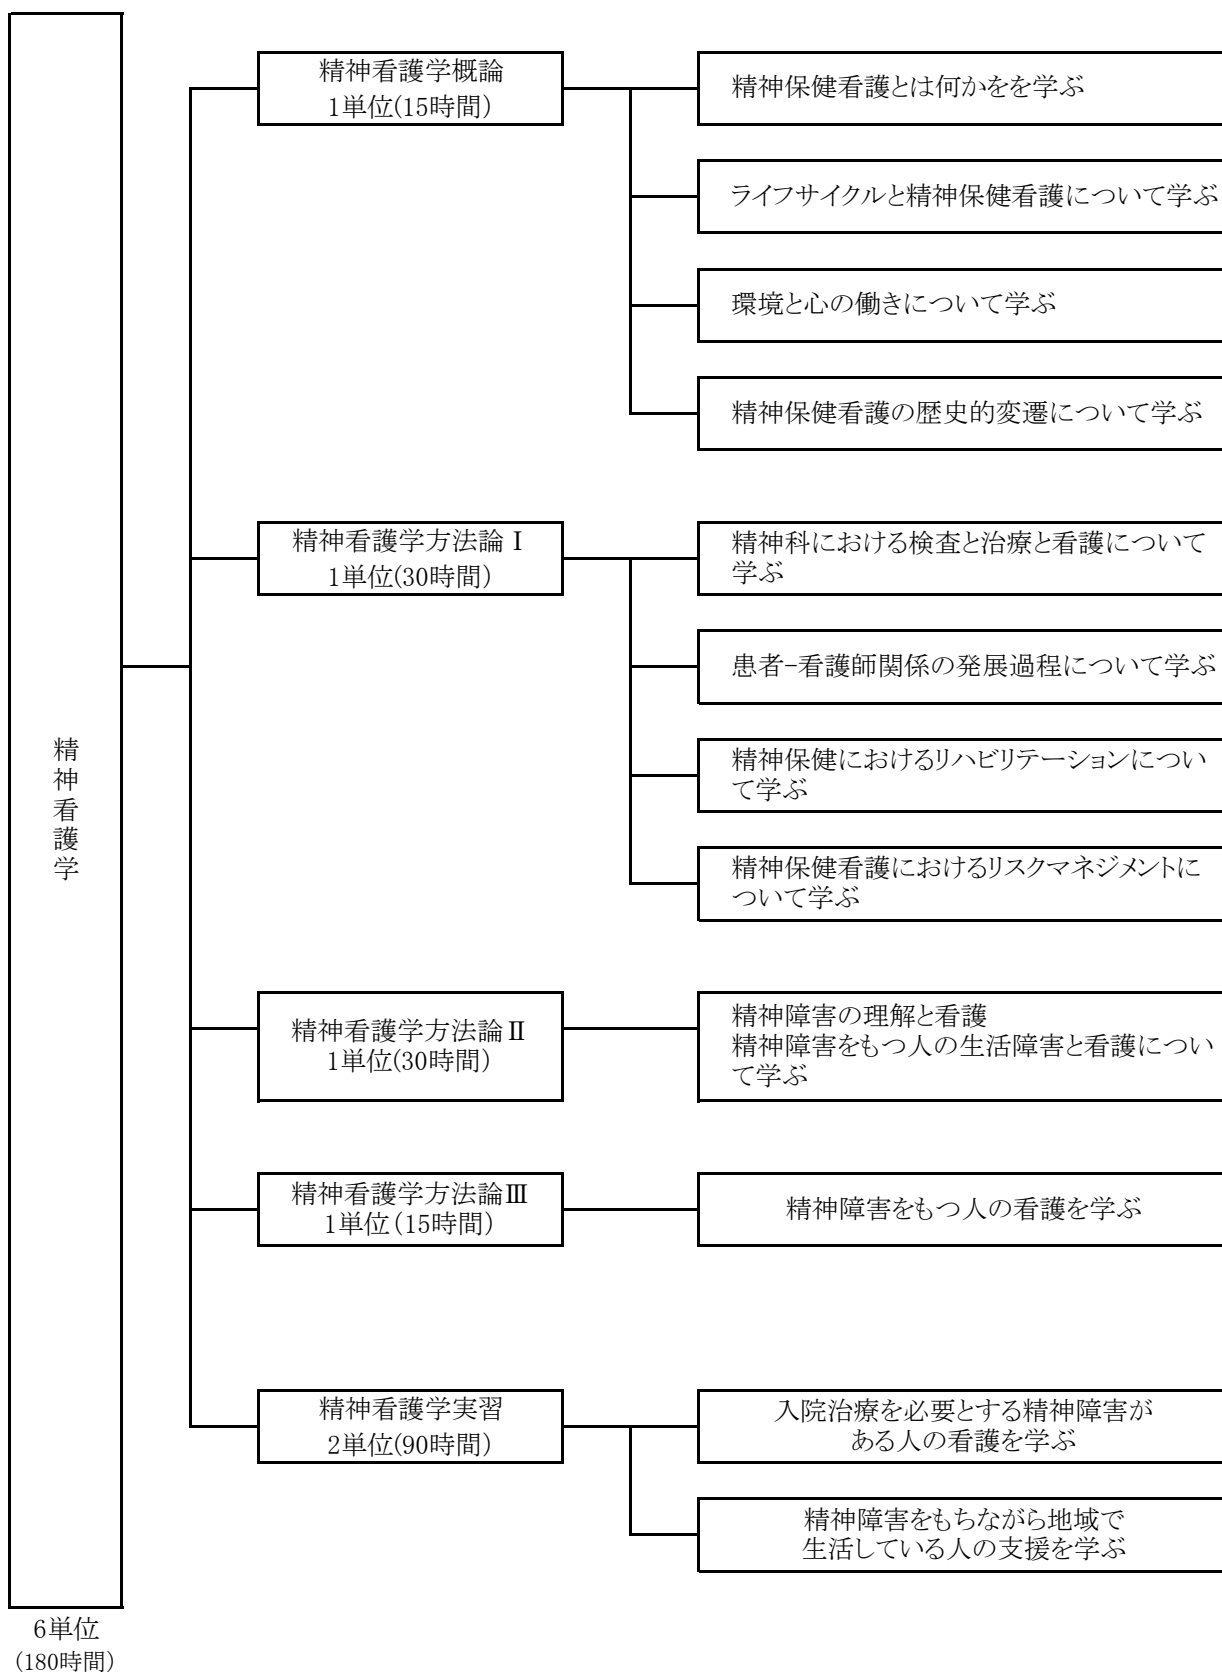 精神看護学
6単位
(180時間)
精神看護学概論
1単位(15時間)
精神保健看護とは何かをを学ぶ
ライフサイクルと精神保健看護について学ぶ
環境と心の働きについて学ぶ
精神保健看護の歴史的変遷について学ぶ
精神看護学方法論Ⅰ
1単位(30時間)
精神科における検査と治療と看護について
学ぶ
患者-看護師関係の発展過程について学ぶ
精神保健におけるリハビリテーションについ
て学ぶ
精神保健看護におけるリスクマネジメントに
ついて学ぶ
精神看護学方法論Ⅱ
1単位(30時間)
精神障害の理解と看護
精神障害をもつ人の生活障害と看護につい
て学ぶ
精神看護学方法論Ⅲ
1単位(15時間)
精神障害をもつ人の看護を学ぶ
精神看護学実習
2単位(90時間)
入院治療を必要とする精神障害が
ある人の看護を学ぶ
精神障害をもちながら地域で
生活している人の支援を学ぶ